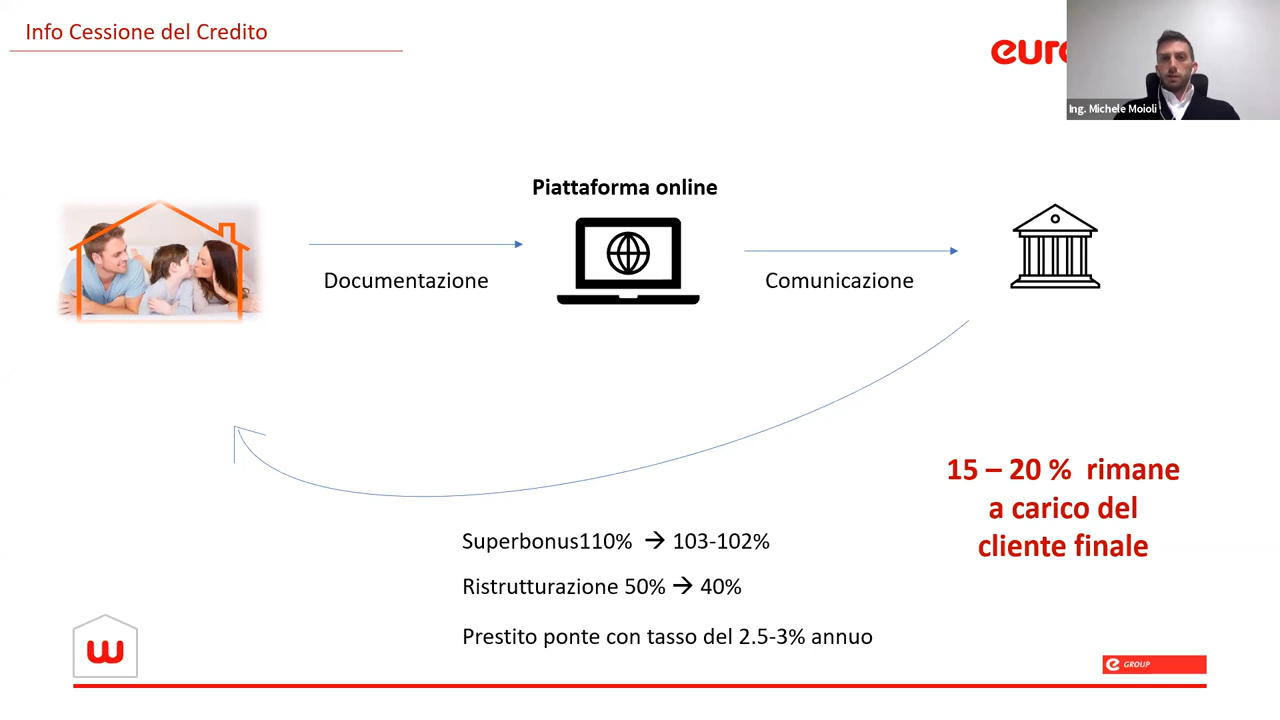 Info Cessione del Credito
Ing. Michele Moioli
Piattaforma online
Documentazione
Comunicazione
15 – 20 % rimane
a carico del
cliente finale
Superbonus110% → 103-102%
Ristrutturazione 50% → 40%
Prestito ponte con tasso del 2.5-3% annuo
w
e GROUP